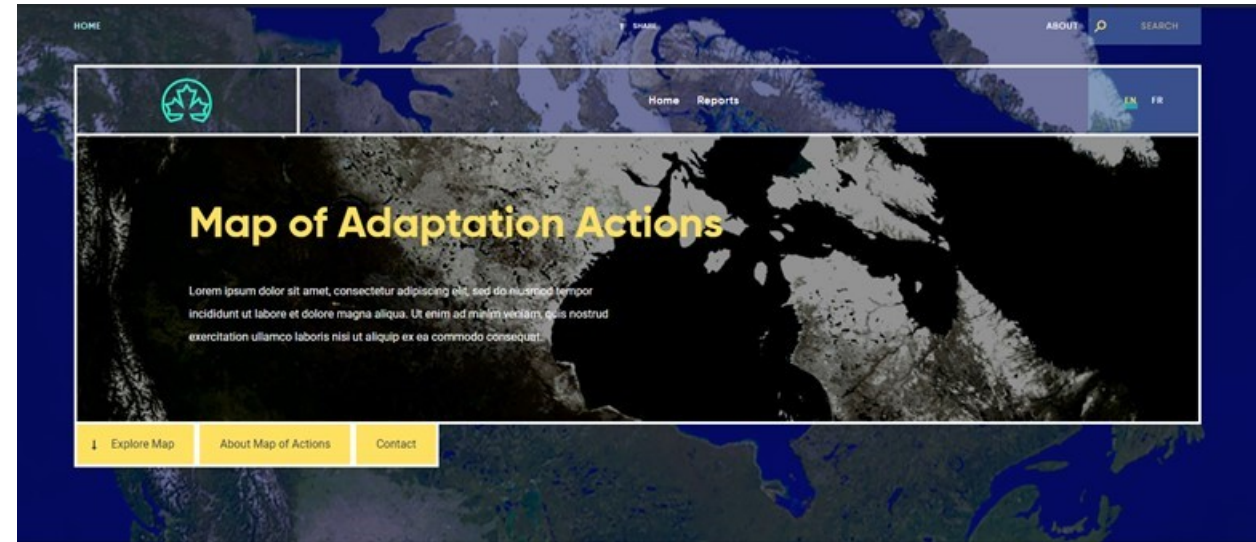 HOME
SHARE
ABOUT
SEARCH
Home Reports
EN FR
Map of Adaptation Actions
Lorem ipsum dolor sit amet, consectetur adipiscing elit, sed do eiusmod tempor
incididunt ut labore et dolore magna aliqua. Ut enim ad minim veniam, quis nostrud
exercitation ullamco laboris nisi ut aliquip ex ea commodo consequat.
Explore Map
About Map of Actions
Contact